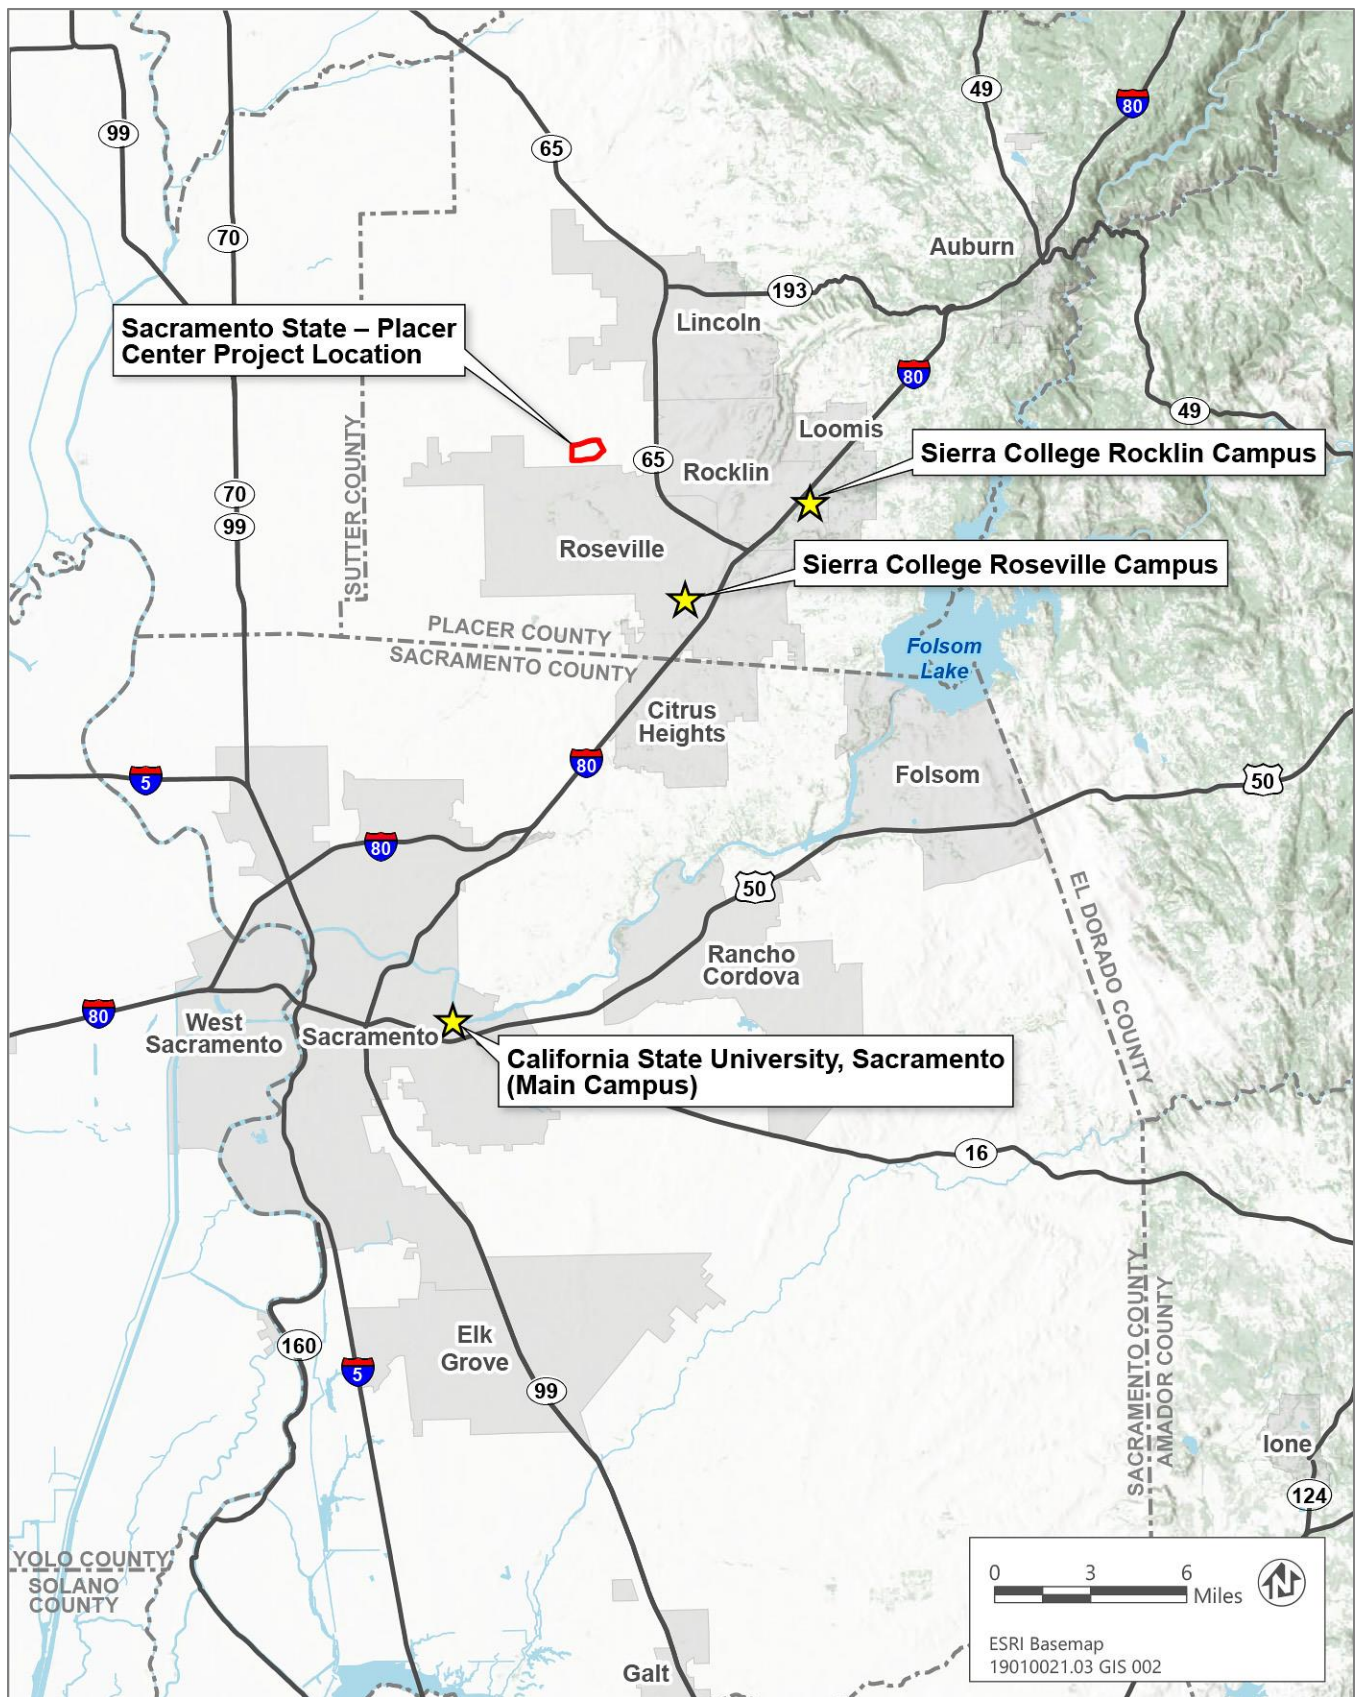 49
80
99
65
70
Auburn
193
Sacramento State – Placer
Center Project Location
Lincoln
80
49
Loomis
SUTTER COUNTY
Sierra College Rocklin Campus
65
Rocklin
70
99
Roseville
Sierra College Roseville Campus
PLACER COUNTY
SACRAMENTO COUNTY
Folsom
Lake
Citrus
Heights
80
5
Folsom
50
80
50
EL DORADO COUNTY
Rancho
Cordova
80
West
Sacramento
Sacramento
California State University, Sacramento
(Main Campus)
16
SACRAMENTO COUNTY
AMADOR COUNTY
160
Elk
Grove
5
99
Ione
124
YOLO COUNTY
SOLANO
COUNTY
0 3 6
Miles
N
ESRI Basemap
19010021.03 GIS 002
Galt